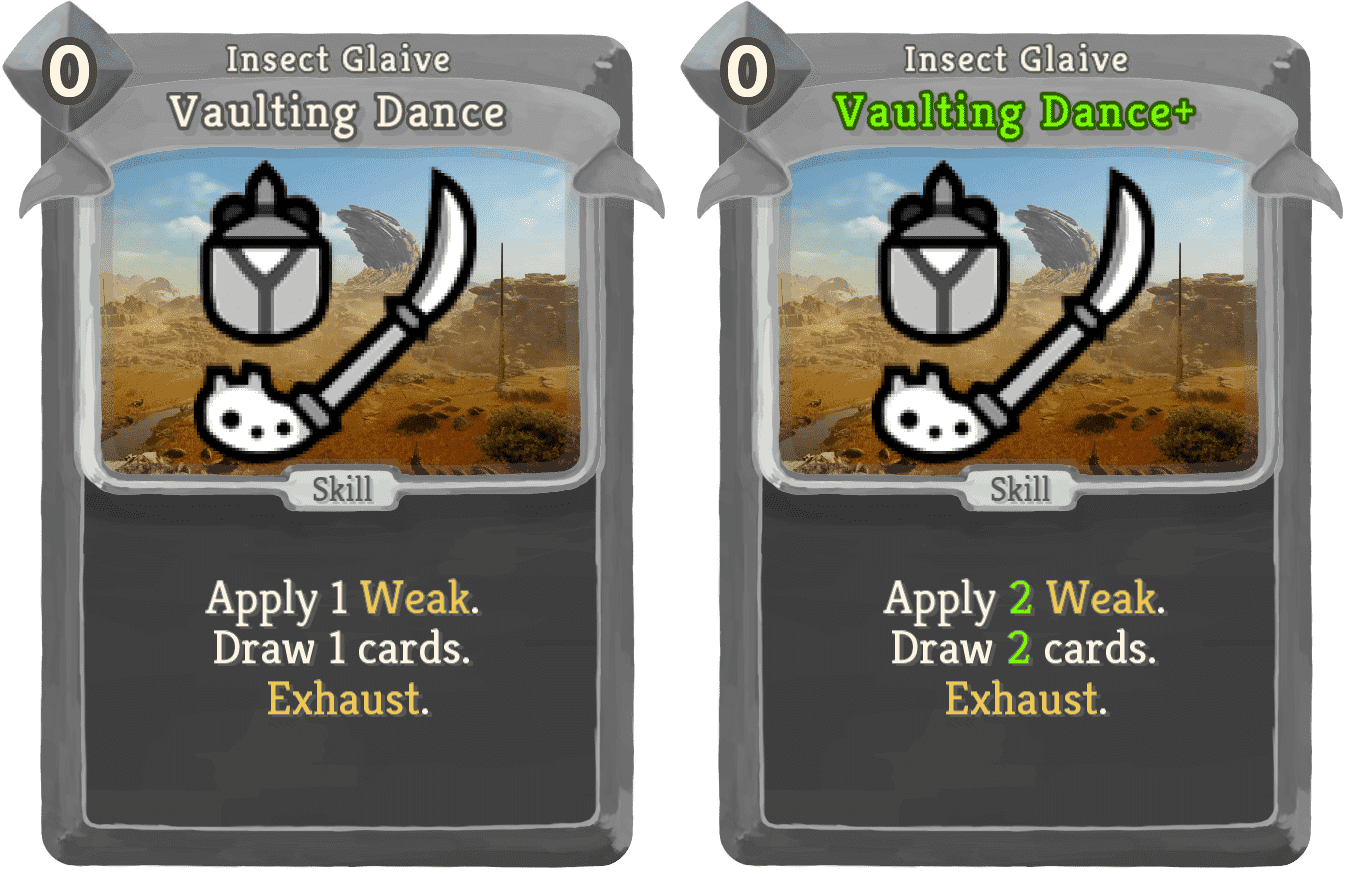 0
Insect Glaive
Vaulting Dance
Skill
Apply 1 Weak.
Draw 1 cards.
Exhaust.
0
Insect Glaive
Vaulting Dance+
Skill
Apply 2 Weak.
Draw 2 cards.
Exhaust.